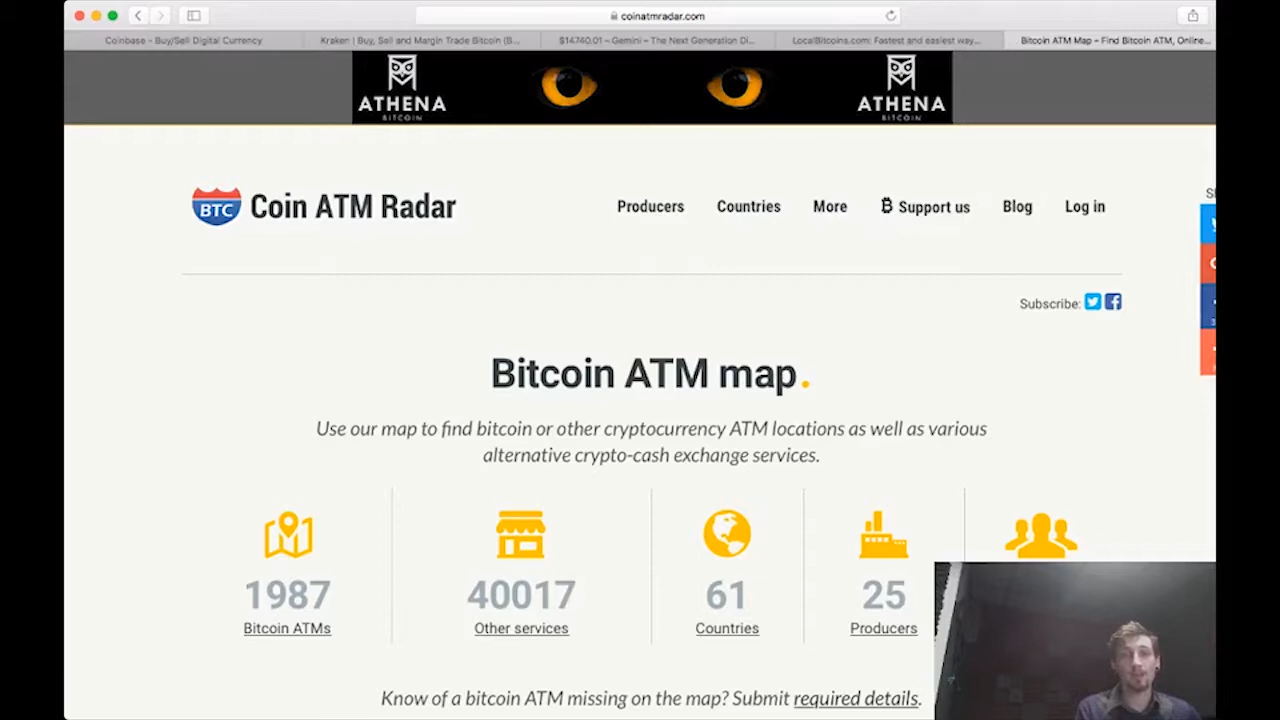 coinatmradar.com
Coinbase – Buy/Sell Digital Currency
Kraken | Buy, Sell and Margin Trade Bitcoin (B...
$14740.01 – Gemini – The Next Generation Di...
LocalBitcoins.com: Fastest and easiest way...
Bitcoin ATM Map – Find Bitcoin ATM, Online...
ATHENA
BITCOIN
ATHENA
BITCOIN
BTC
Coin ATM Radar
Producers
Countries
More
Support us
Blog
Log in
Subscribe:
Bitcoin ATM map.
Use our map to find bitcoin or other cryptocurrency ATM locations as well as various
alternative crypto-cash exchange services.
1987
40017
61
25
Bitcoin ATMs
Other services
Countries
Producers
Know of a bitcoin ATM missing on the map? Submit required details.